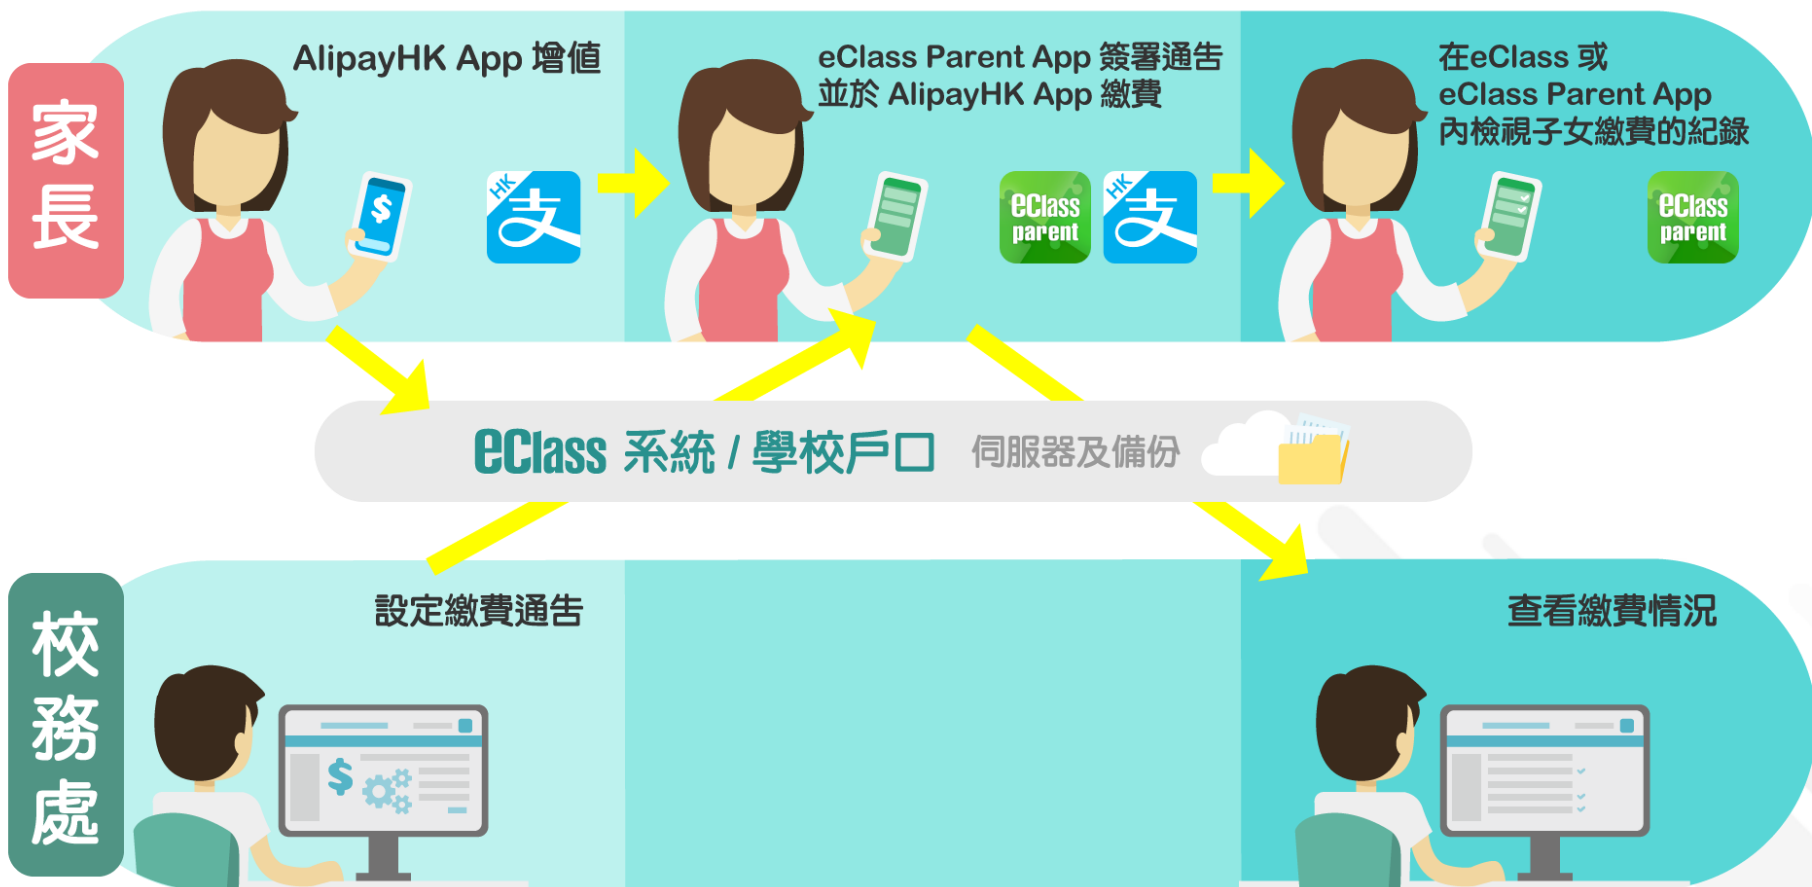 家長
AlipayHK App 增值
HK
支
eClass Parent App 簽署通告
並於 AlipayHK App 繳費
eClass
parent
HK
支
在eClass 或
eClass Parent App
內檢視子女繳費的紀錄
eClass
parent
$
eClass 系統 / 學校戶口 伺服器及備份
校務處
設定繳費通告
$
查看繳費情況